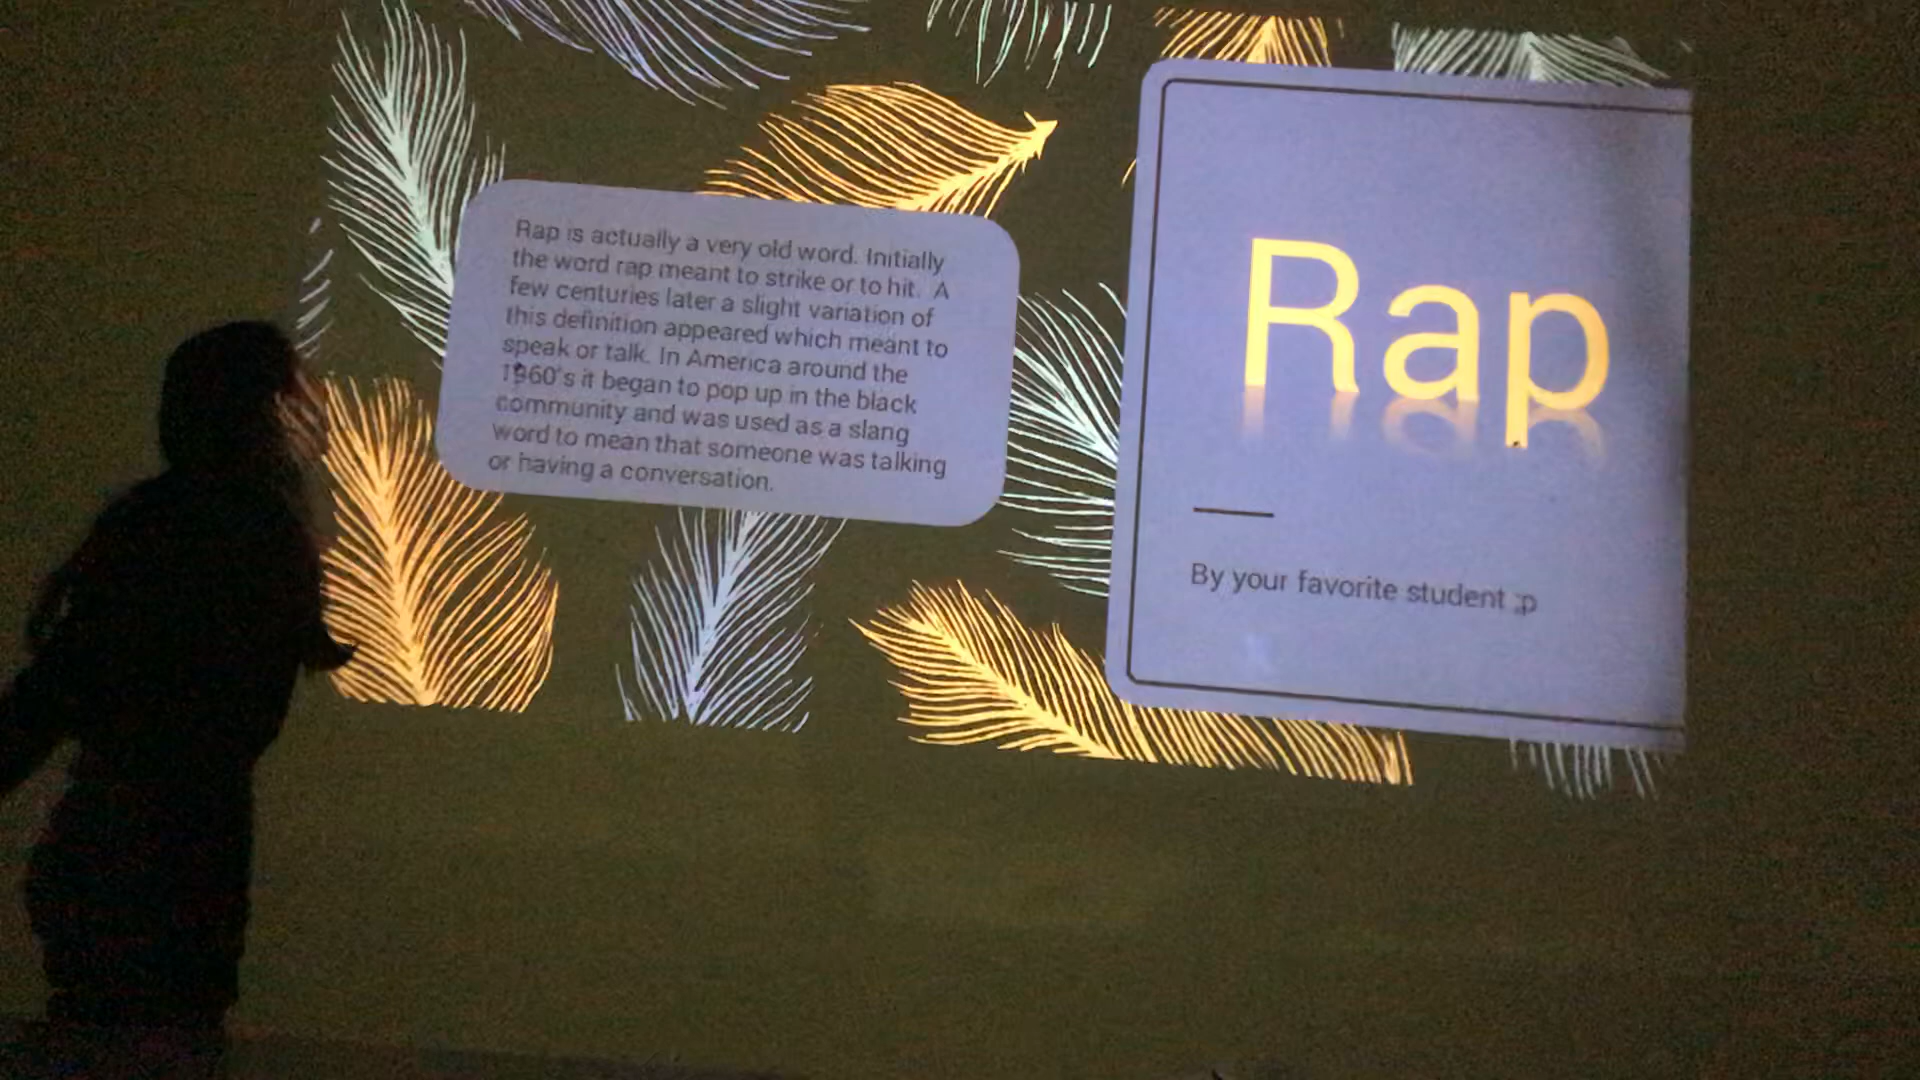 Rap is actually a very old word. Initially
the word rap meant to strike or to hit. A
few centuries later a slight variation of
this definition appeared which meant to
speak or talk. In America around the
1960's it began to pop up in the black
community and was used as a slang
word to mean that someone was talking
or having a conversation.
Rap
By your favorite student ;p